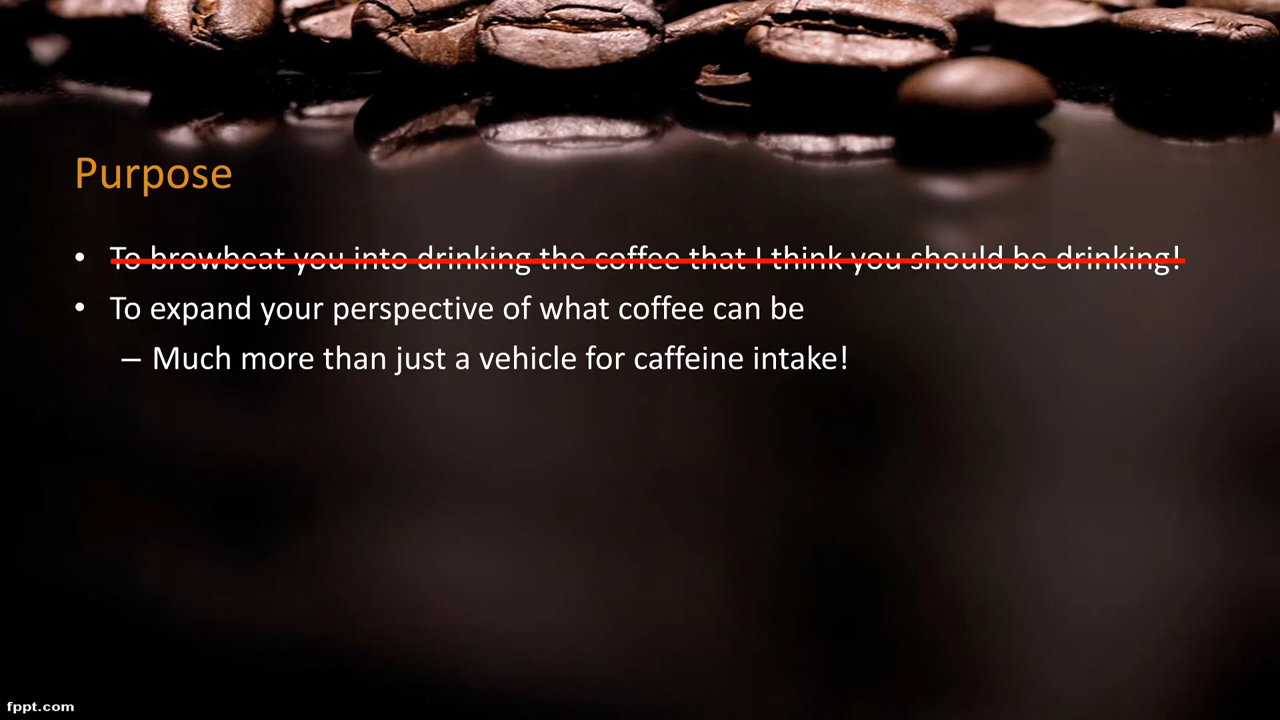 Purpose
• To browbeat you into drinking the coffee that I think you should be drinking!
• To expand your perspective of what coffee can be
– Much more than just a vehicle for caffeine intake!
fppt.com